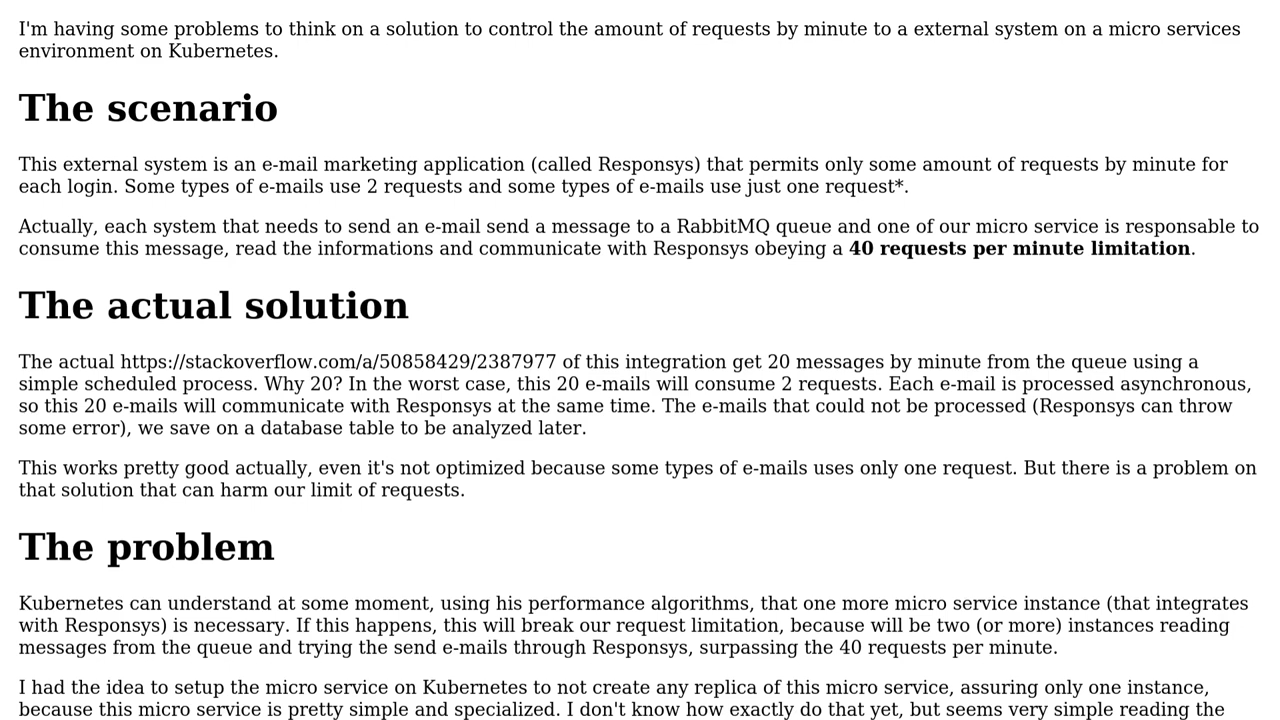 I'm having some problems to think on a solution to control the amount of requests by minute to a external system on a micro services
environment on Kubernetes.
The scenario
This external system is an e-mail marketing application (called Responsys) that permits only some amount of requests by minute for
each login. Some types of e-mails use 2 requests and some types of e-mails use just one request*.
Actually, each system that needs to send an e-mail send a message to a RabbitMQ queue and one of our micro service is responsable to
consume this message, read the informations and communicate with Responsys obeying a 40 requests per minute limitation.
The actual solution
The actual https://stackoverflow.com/a/50858429/2387977 of this integration get 20 messages by minute from the queue using a
simple scheduled process. Why 20? In the worst case, this 20 e-mails will consume 2 requests. Each e-mail is processed asynchronous,
so this 20 e-mails will communicate with Responsys at the same time. The e-mails that could not be processed (Responsys can throw
some error), we save on a database table to be analyzed later.
This works pretty good actually, even it's not optimized because some types of e-mails uses only one request. But there is a problem on
that solution that can harm our limit of requests.
The problem
Kubernetes can understand at some moment, using his performance algorithms, that one more micro service instance (that integrates
with Responsys) is necessary. If this happens, this will break our request limitation, because will be two (or more) instances reading
messages from the queue and trying the send e-mails through Responsys, surpassing the 40 requests per minute.
I had the idea to setup the micro service on Kubernetes to not create any replica of this micro service, assuring only one instance,
because this micro service is pretty simple and specialized. I don't know how exactly do that yet, but seems very simple reading the